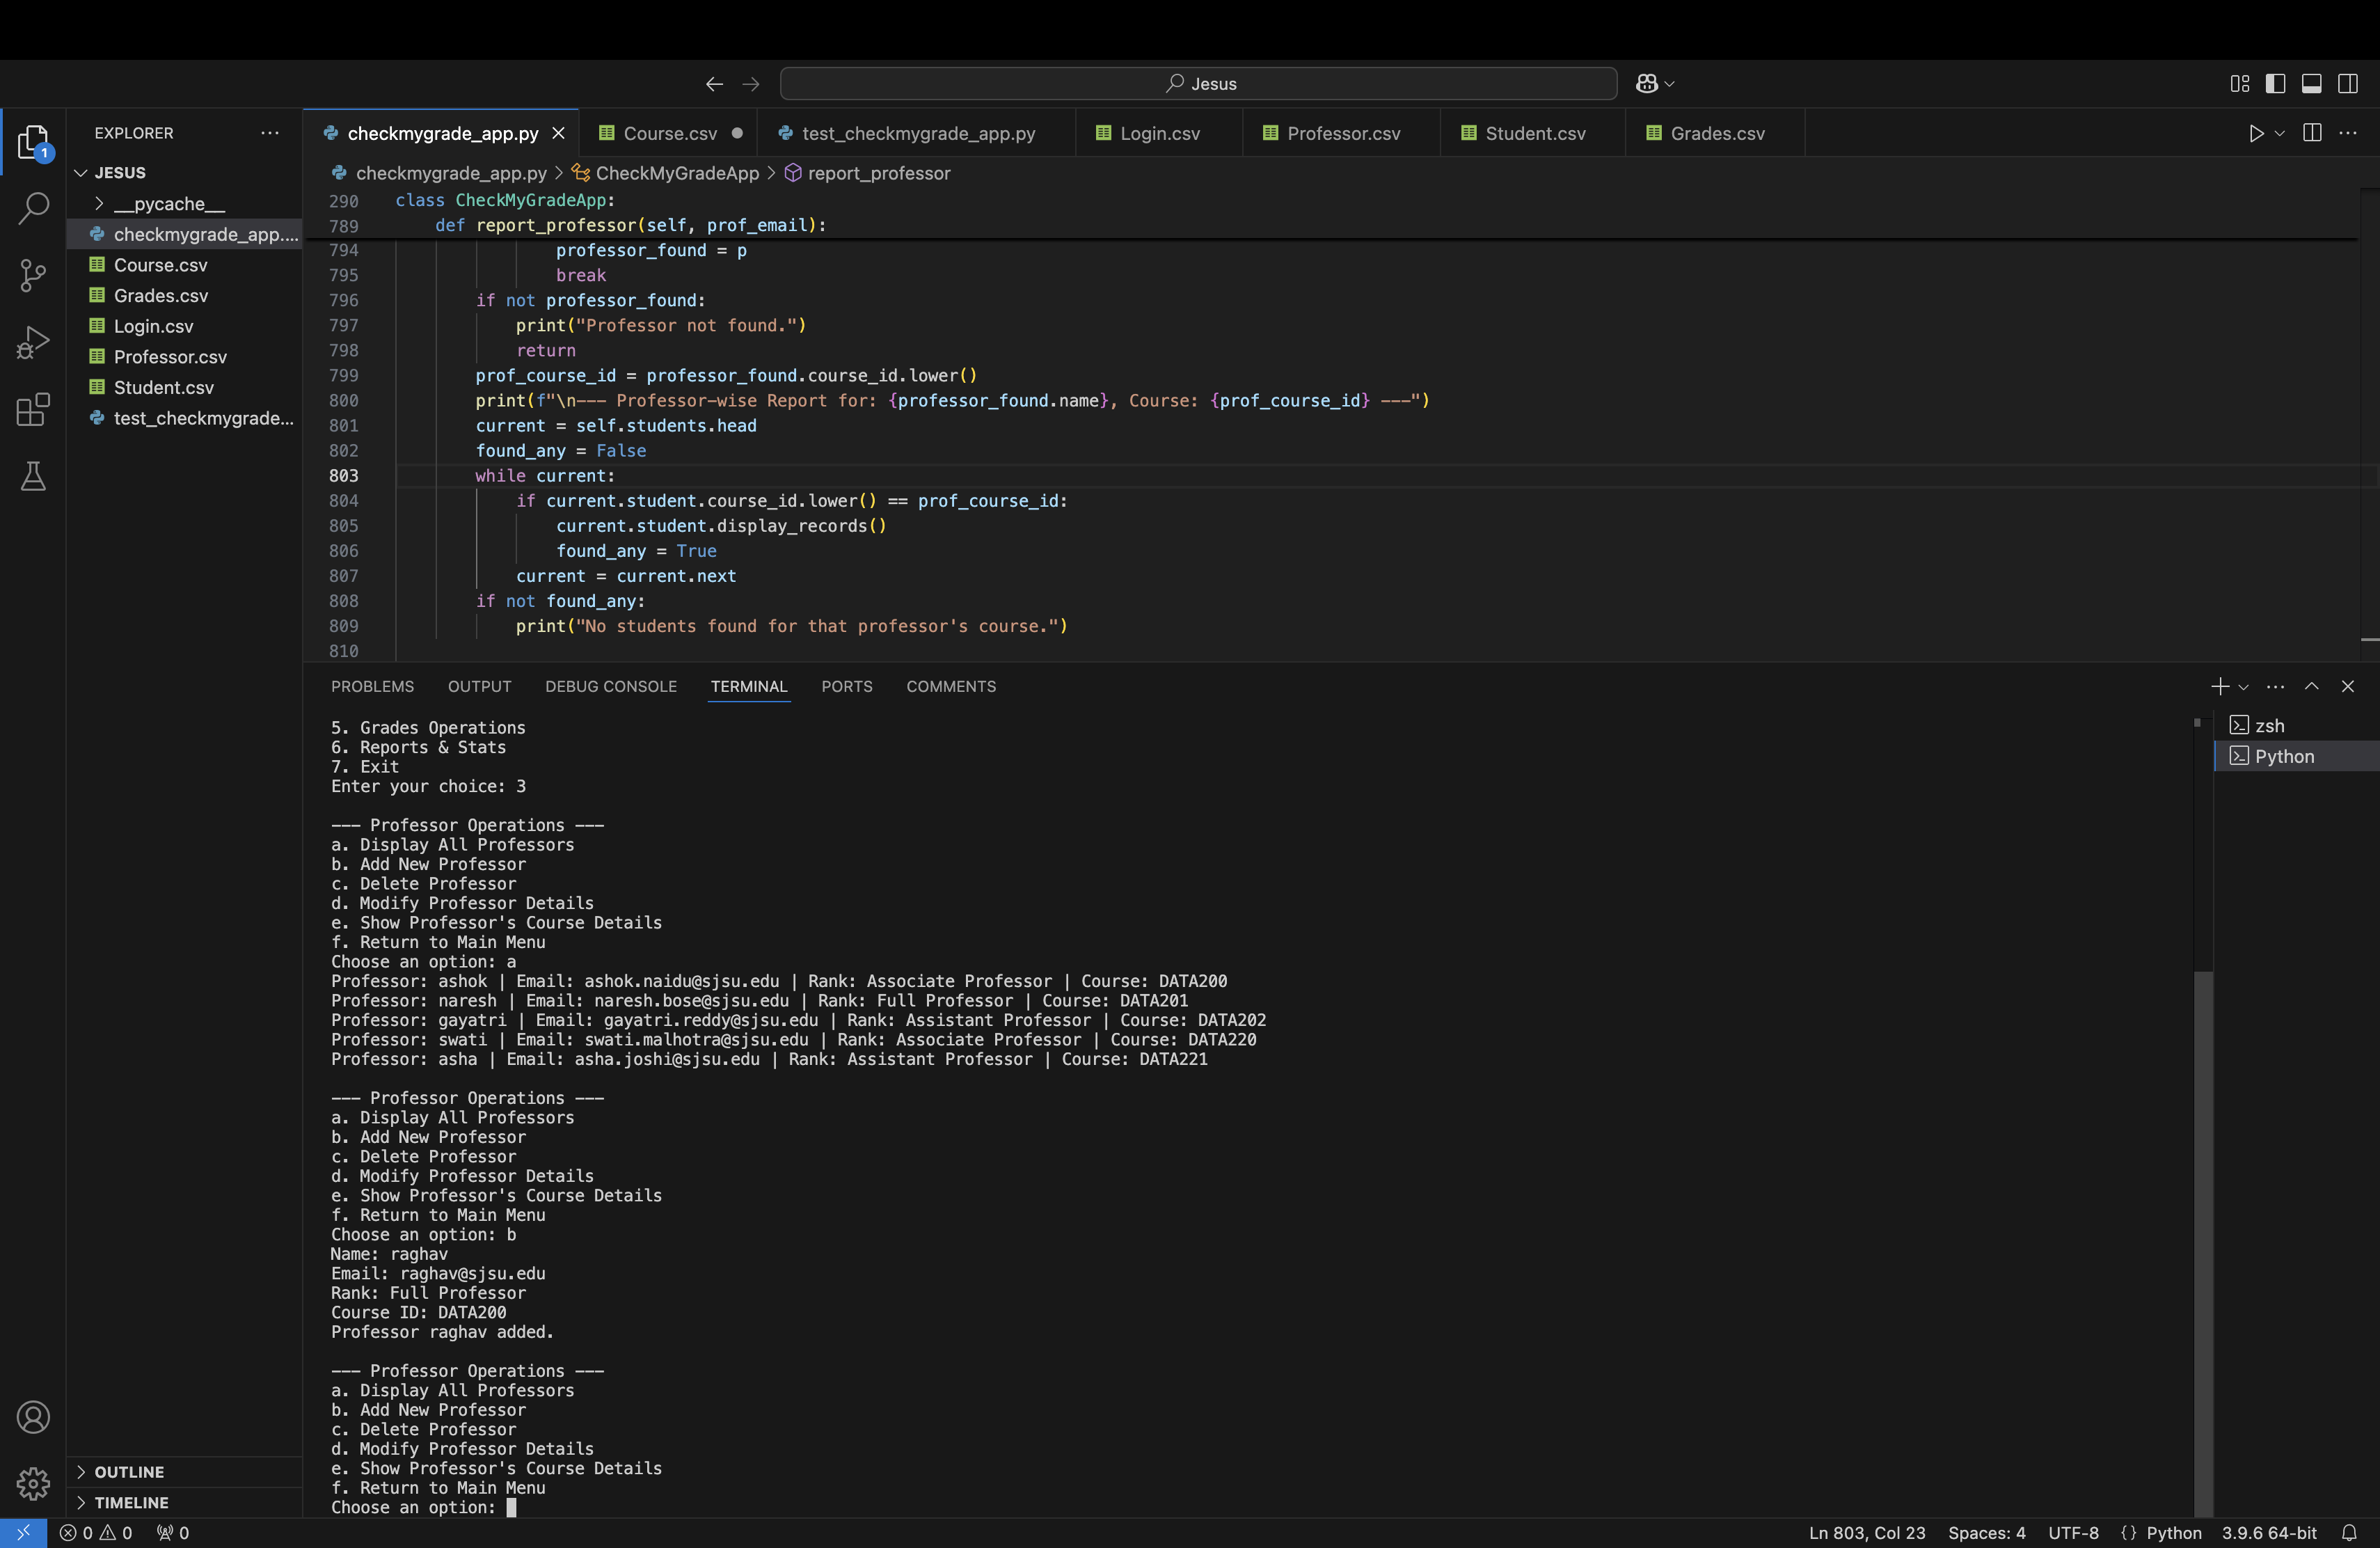 Jesus
EXPLORER
JESUS
__pycache__
checkmygrade_app....
Course.csv
Grades.csv
Login.csv
Professor.csv
Student.csv
test_checkmygrade...
OUTLINE
TIMELINE
1
checkmygrade_app.py
Course.csv
test_checkmygrade_app.py
Login.csv
Professor.csv
Student.csv
Grades.csv
checkmygrade_app.py > CheckMyGradeApp > report_professor
290 class CheckMyGradeApp:
789 def report_professor(self, prof_email):
794 professor_found = p
795 break
796 if not professor_found:
797 print("Professor not found.")
798 return
799 prof_course_id = professor_found.course_id.lower()
800 print(f"\n--- Professor-wise Report for: {professor_found.name}, Course: {prof_course_id} ---")
801 current = self.students.head
802 found_any = False
803 while current:
804 if current.student.course_id.lower() == prof_course_id:
805 current.student.display_records()
806 found_any = True
807 current = current.next
808 if not found_any:
809 print("No students found for that professor's course.")
810
PROBLEMS OUTPUT DEBUG CONSOLE TERMINAL PORTS COMMENTS
zsh
Python
5. Grades Operations
6. Reports & Stats
7. Exit
Enter your choice: 3
--- Professor Operations ---
a. Display All Professors
b. Add New Professor
c. Delete Professor
d. Modify Professor Details
e. Show Professor's Course Details
f. Return to Main Menu
Choose an option: a
Professor: ashok | Email: ashok.naidu@sjsu.edu | Rank: Associate Professor | Course: DATA200
Professor: naresh | Email: naresh.bose@sjsu.edu | Rank: Full Professor | Course: DATA201
Professor: gayatri | Email: gayatri.reddy@sjsu.edu | Rank: Assistant Professor | Course: DATA202
Professor: swati | Email: swati.malhotra@sjsu.edu | Rank: Associate Professor | Course: DATA220
Professor: asha | Email: asha.joshi@sjsu.edu | Rank: Assistant Professor | Course: DATA221
--- Professor Operations ---
a. Display All Professors
b. Add New Professor
c. Delete Professor
d. Modify Professor Details
e. Show Professor's Course Details
f. Return to Main Menu
Choose an option: b
Name: raghav
Email: raghav@sjsu.edu
Rank: Full Professor
Course ID: DATA200
Professor raghav added.
--- Professor Operations ---
a. Display All Professors
b. Add New Professor
c. Delete Professor
d. Modify Professor Details
e. Show Professor's Course Details
f. Return to Main Menu
Choose an option:
0 0 0 Ln 803, Col 23 Spaces: 4 UTF-8 {} Python 3.9.6 64-bit